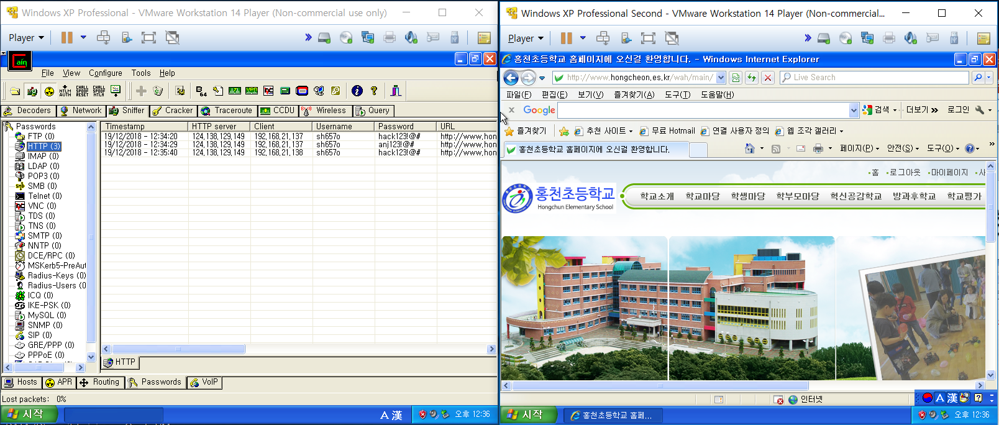 Windows XP Professional - VMware Workstation 14 Player (Non-commercial use only)
Player
Cain
File View Configure Tools Help
NTLM AUTH
CHALL SPOOF RESET
CHALL SPOOF NTLM
B 64
Decoders Network Sniffer Cracker Traceroute CCDU Wireless Query
Passwords
FTP (0)
HTTP (3)
IMAP (0)
LDAP (0)
POP3 (0)
SMB (0)
Telnet (0)
VNC (0)
TDS (0)
TNS (0)
SMTP (0)
NNTP (0)
DCE/RPC (0)
MSKerb5-PreAut
Radius-Keys (0)
Radius-Users (0
ICQ (0)
IKE-PSK (0)
MySQL (0)
SNMP (0)
SIP (0)
GRE/PPP (0)
PPPoE (0)
Timestamp HTTP server Client Username Password URL
19/12/2018 - 12:34:20 124,138,129,149 192,168,21,137 sh657o hack123!@# http://www,hon
19/12/2018 - 12:34:29 124,138,129,149 192,168,21,137 sh657o anj123!@# http://www,hon
19/12/2018 - 12:35:40 124,138,129,149 192,168,21,138 sh657o hack123!@# http://www,hon
HTTP
Hosts APR Routing Passwords VoIP
Lost packets: 0%
시작
A 漢
오후 12:36
Windows XP Professional Second - VMware Workstation 14 Player (Non-commercial...
Player
홍천초등학교 홈페이지에 오신걸 환영합니다. - Windows Internet Explorer
http://www.hongcheon.es.kr/wah/main/
Live Search
파일(F) 편집(E) 보기(V) 즐겨찾기(A) 도구(T) 도움말(H)
x Google 검색 더보기 » 로그인
즐겨찾기 추천 사이트 무료 Hotmail 연결 사용자 정의 웹 조각 갤러리
홍천초등학교 홈페이지에 오신걸 환영합니다.
페이지(P) 안전(S) 도구(O)
홈 로그아웃 마이페이지 사
홍천초등학교
Hongchun Elementary School
학교소개 학교마당 학생마당 학부모마당 혁신공감학교 방과후학교 학교평가
인터넷
A 漢
시작
홍천초등학교 홈페...
오후 12:36